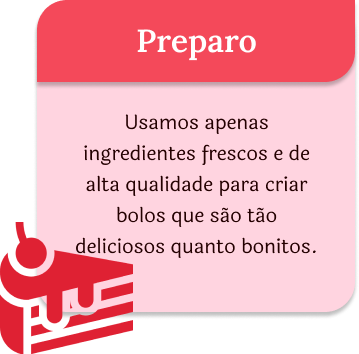 Preparo
Usamos apenas
ingredientes frescos e de
alta qualidade para criar
bolos que são tão
deliciosos quanto bonitos.